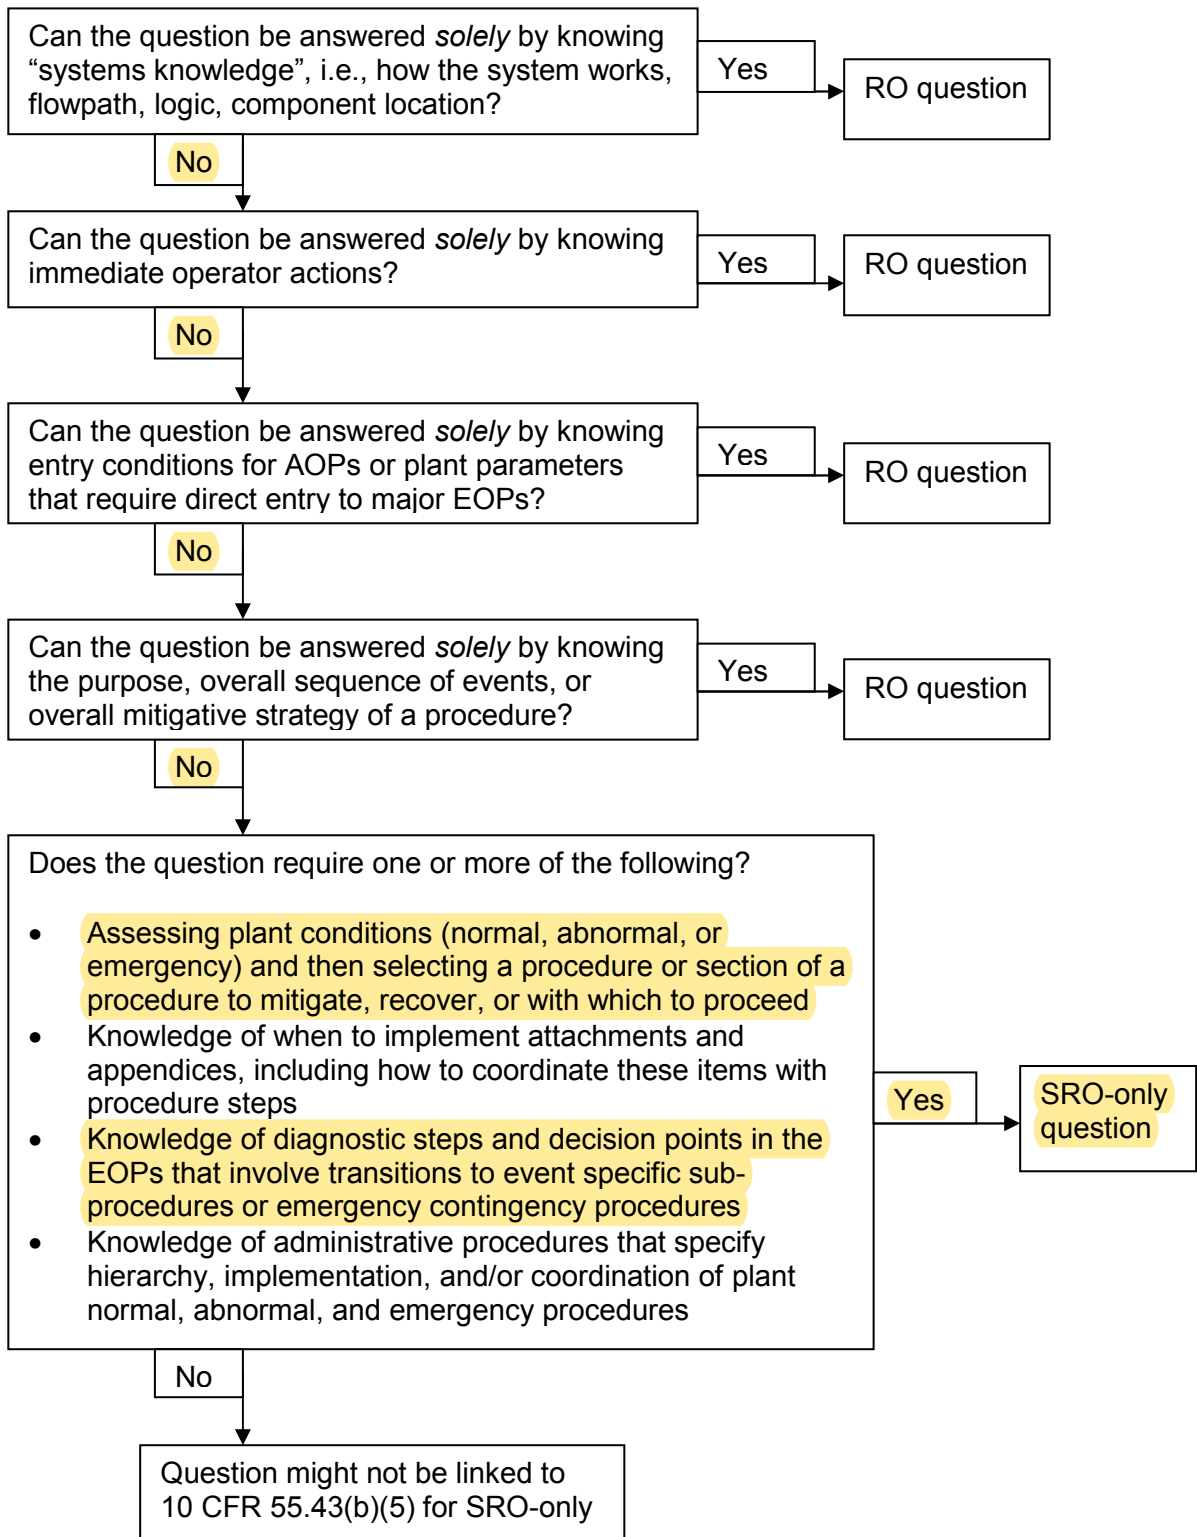 Can the question be answered solely by knowing
“systems knowledge”, i.e., how the system works,
flowpath, logic, component location?
Yes
RO question
No
Can the question be answered solely by knowing
immediate operator actions?
Yes
RO question
No
Can the question be answered solely by knowing
entry conditions for AOPs or plant parameters
that require direct entry to major EOPs?
Yes
RO question
No
Can the question be answered solely by knowing
the purpose, overall sequence of events, or
overall mitigative strategy of a procedure?
Yes
RO question
No
Does the question require one or more of the following?
• Assessing plant conditions (normal, abnormal, or
emergency) and then selecting a procedure or section of a
procedure to mitigate, recover, or with which to proceed
• Knowledge of when to implement attachments and
appendices, including how to coordinate these items with
procedure steps
• Knowledge of diagnostic steps and decision points in the
EOPs that involve transitions to event specific sub-
procedures or emergency contingency procedures
• Knowledge of administrative procedures that specify
hierarchy, implementation, and/or coordination of plant
normal, abnormal, and emergency procedures
Yes
SRO-only
question
No
Question might not be linked to
10 CFR 55.43(b)(5) for SRO-only